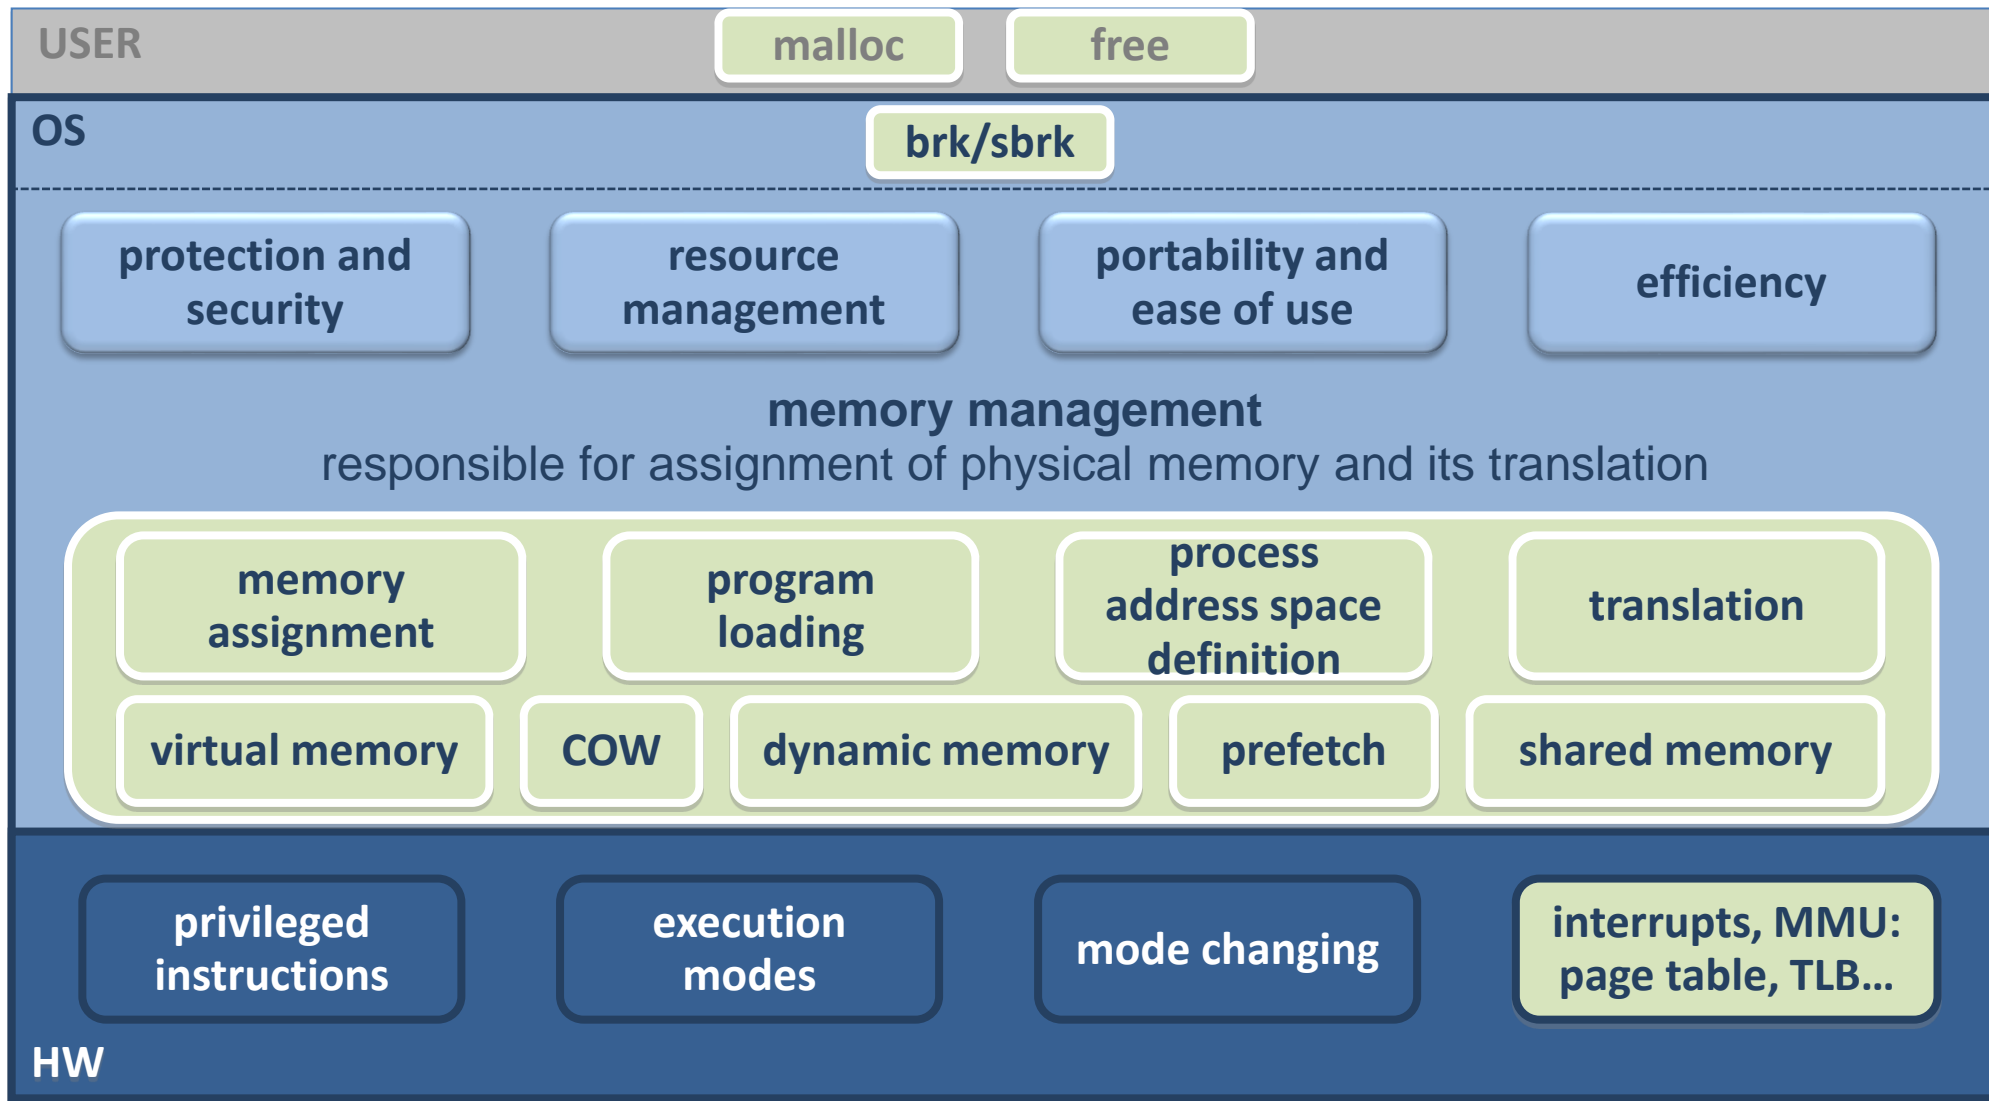 USER
malloc
free
OS
brk/sbrk
protection and
security
resource
management
portability and
ease of use
efficiency
memory management
responsible for assignment of physical memory and its translation
memory
assignment
program
loading
process
address space
definition
translation
virtual memory
COW
dynamic memory
prefetch
shared memory
privileged
instructions
execution
modes
mode changing
interrupts, MMU:
page table, TLB...
HW